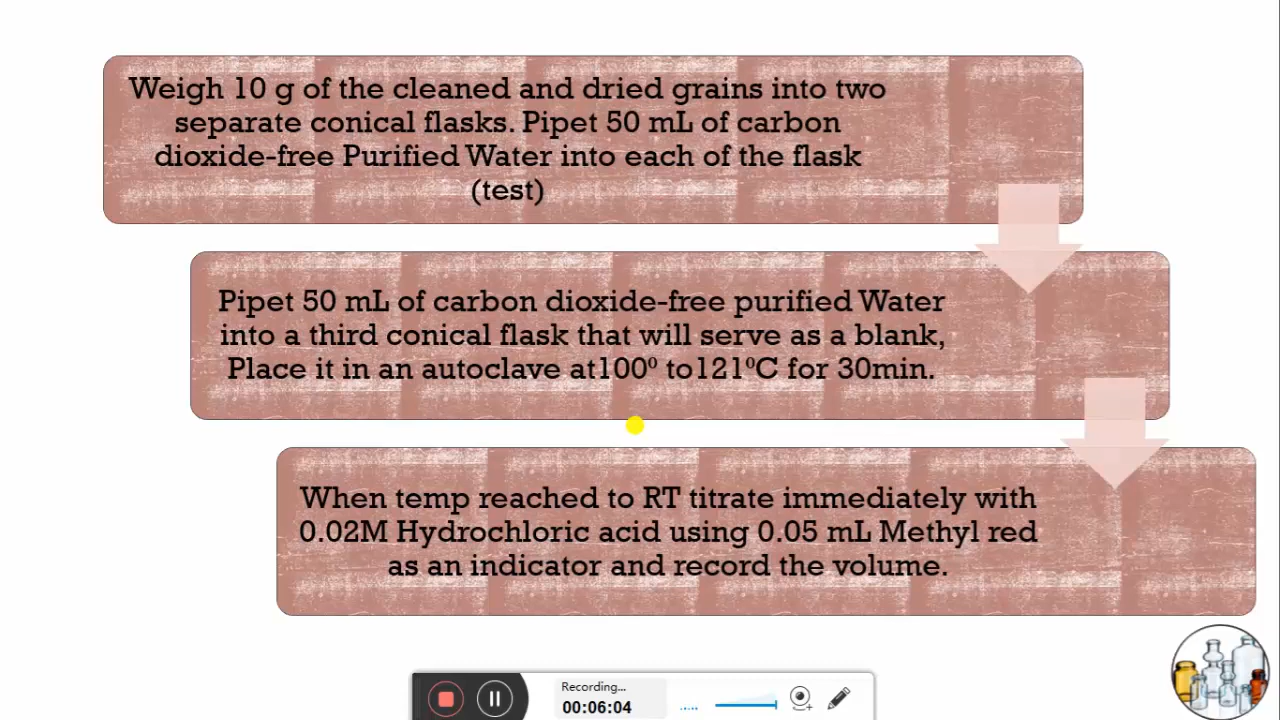 Weigh 10 g of the cleaned and dried grains into two
separate conical flasks. Pipet 50 mL of carbon
dioxide-free Purified Water into each of the flask
(test)
Pipet 50 mL of carbon dioxide-free purified Water
into a third conical flask that will serve as a blank,
Place it in an autoclave at100⁰ to121⁰C for 30min.
When temp reached to RT titrate immediately with
0.02M Hydrochloric acid using 0.05 mL Methyl red
as an indicator and record the volume.
Recording...
00:06:04